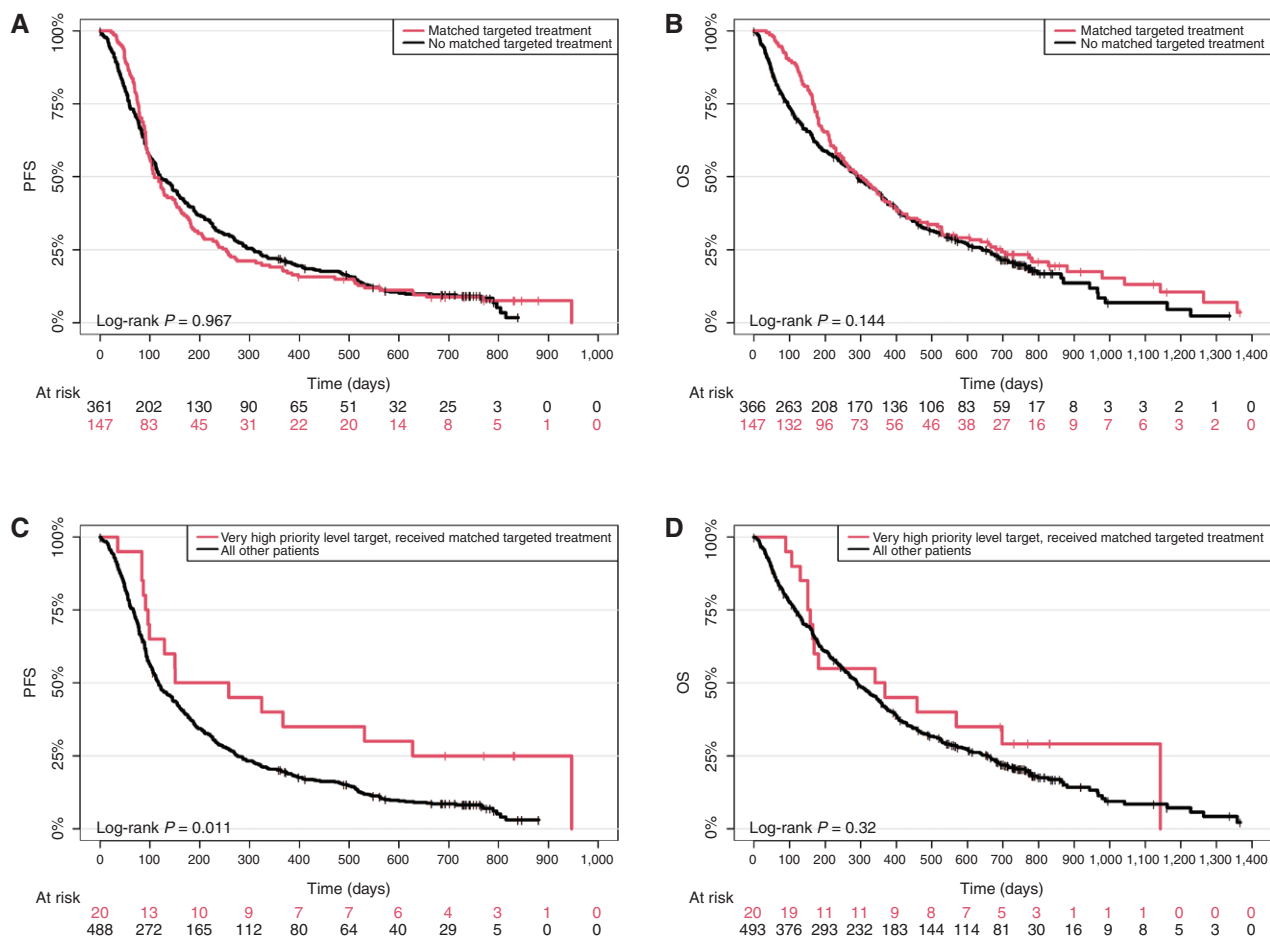 A
100%
75%
50%
25%
0%
PFS
Matched targeted treatment
No matched targeted treatment
Log-rank P = 0.967
0 100 200 300 400 500 600 700 800 900 1,000
Time (days)
At risk
361 202 130 90 65 51 32 25 3 0 0
147 83 45 31 22 20 14 8 5 1 0
B
100%
75%
50%
25%
0%
OS
Matched targeted treatment
No matched targeted treatment
Log-rank P = 0.144
0 100 200 300 400 500 600 700 800 900 1,000 1,100 1,200 1,300 1,400
Time (days)
At risk
366 263 208 170 136 106 83 59 17 8 3 3 2 1 0
147 132 96 73 56 46 38 27 16 9 7 6 3 2 0
C
100%
75%
50%
25%
0%
PFS
Very high priority level target, received matched targeted treatment
All other patients
Log-rank P = 0.011
0 100 200 300 400 500 600 700 800 900 1,000
Time (days)
At risk
20 13 10 9 7 7 6 4 3 1 0
488 272 165 112 80 64 40 29 5 0 0
D
100%
75%
50%
25%
0%
OS
Very high priority level target, received matched targeted treatment
All other patients
Log-rank P = 0.32
0 100 200 300 400 500 600 700 800 900 1,000 1,100 1,200 1,300 1,400
Time (days)
At risk
20 19 11 11 9 8 7 5 3 1 1 1 0 0 0
493 376 293 232 183 144 114 81 30 16 9 8 5 3 0